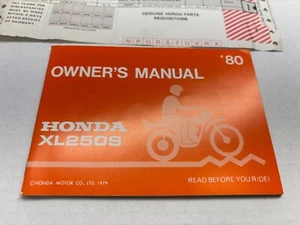 GENUINE HONDA PARTS
REQUISITIONS
N O P R S T U V R X
OWNER'S MANUAL
'80
HONDA
XL250S
READ BEFORE YOU RIDE!
©HONDA MOTOR CO., LTD. 1979